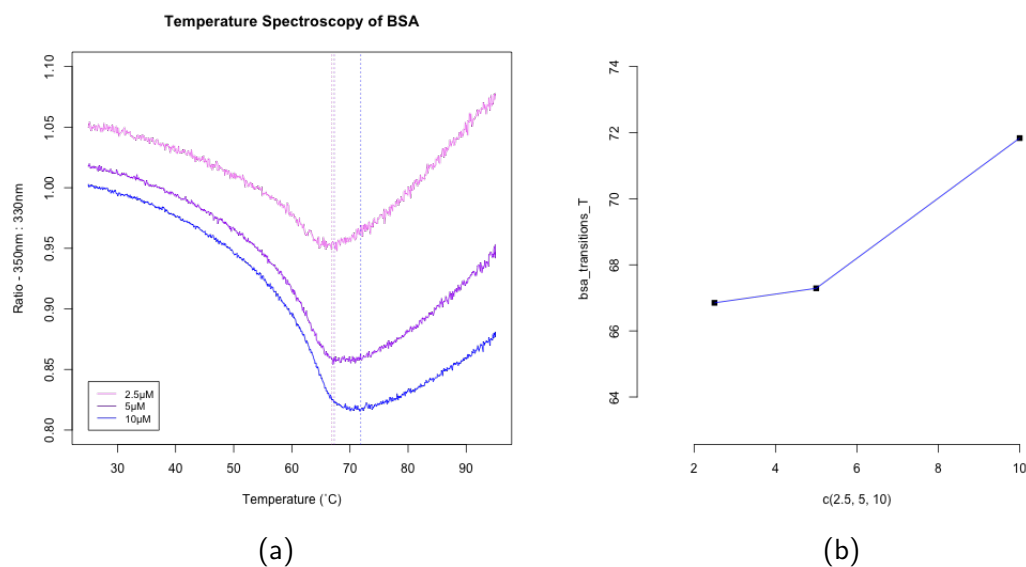 Temperature Spectroscopy of BSA
Ratio - 350nm : 330nm
1.10
1.05
1.00
0.95
0.90
0.85
0.80
2.5µM
5µM
10µM
30 40 50 60 70 80 90
Temperature (˚C)
(a)
bsa_transitions_T
74
72
70
68
66
64
2 4 6 8 10
c(2.5, 5, 10)
(b)